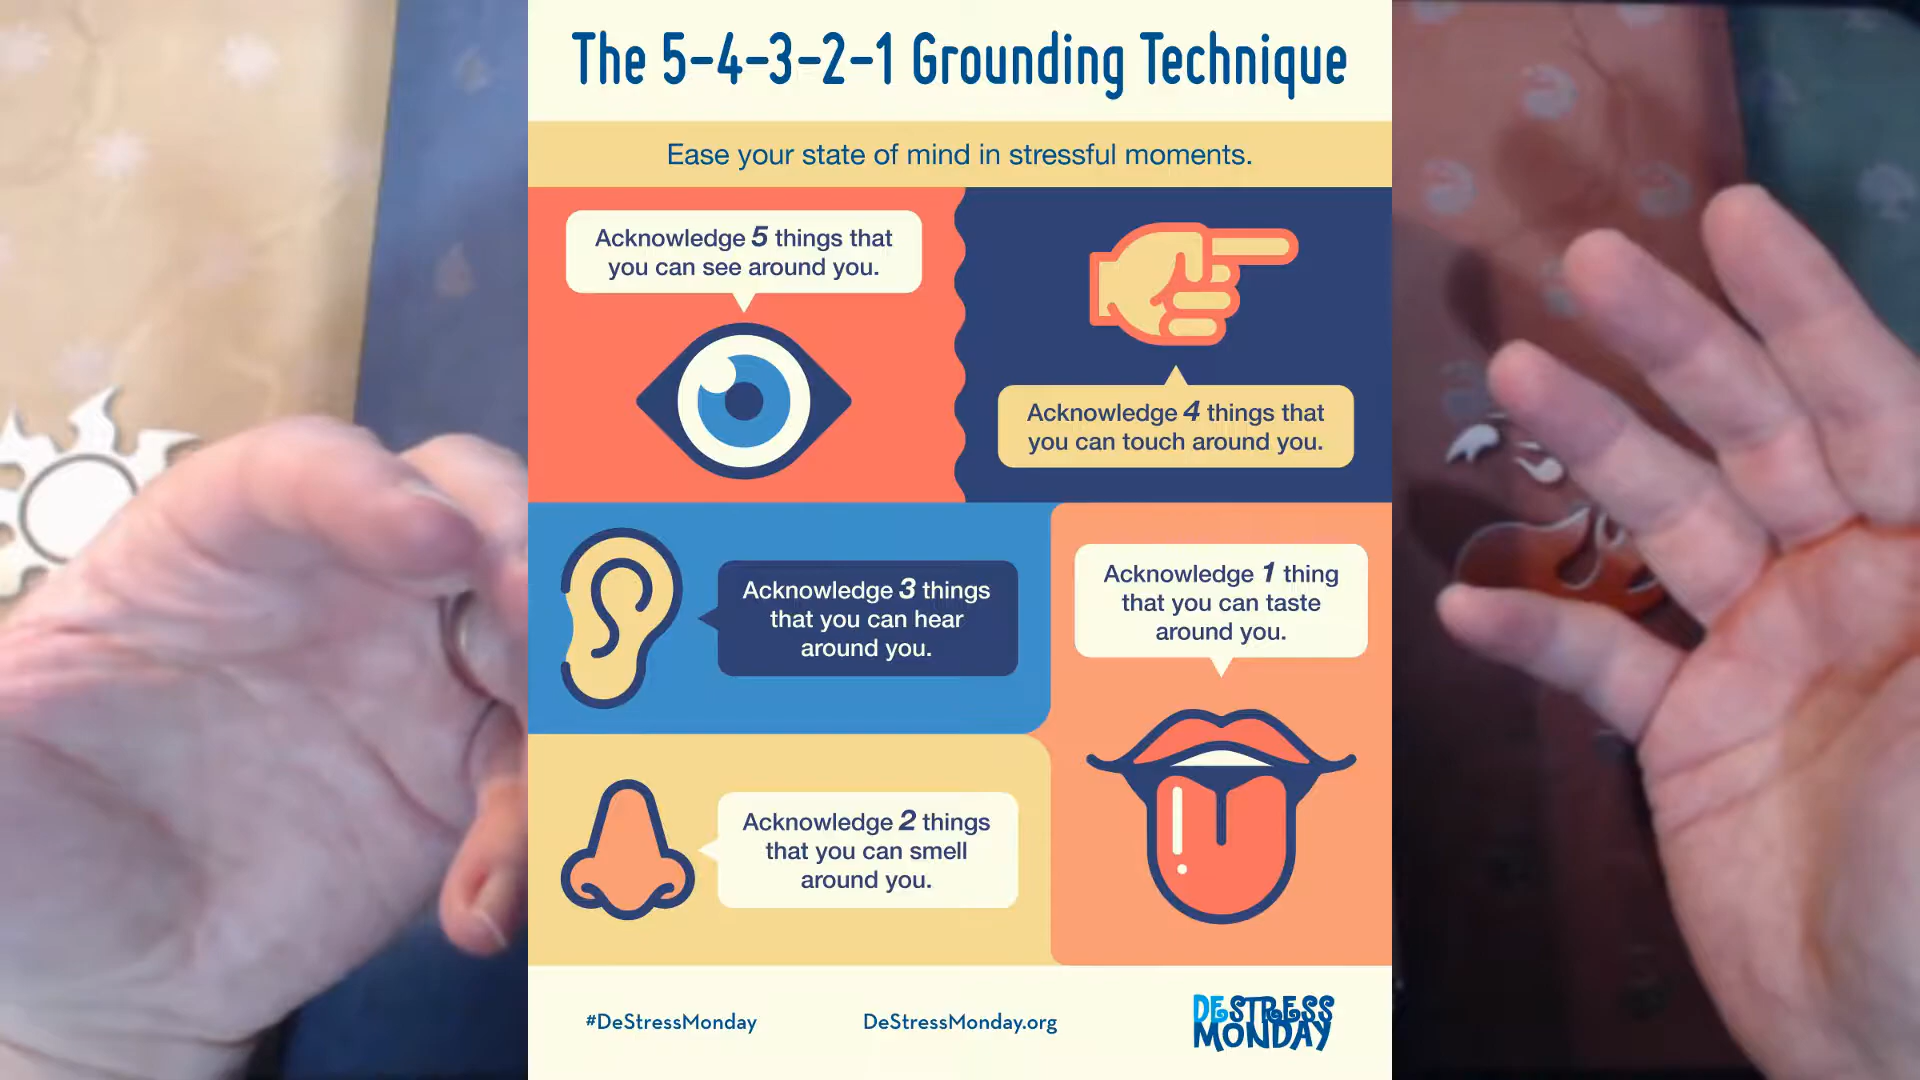 The 5-4-3-2-1 Grounding Technique
Ease your state of mind in stressful moments.
Acknowledge 5 things that
you can see around you.
Acknowledge 4 things that
you can touch around you.
Acknowledge 3 things
that you can hear
around you.
Acknowledge 1 thing
that you can taste
around you.
Acknowledge 2 things
that you can smell
around you.
#DeStressMonday
DeStressMonday.org
DESTRESS
MONDAY